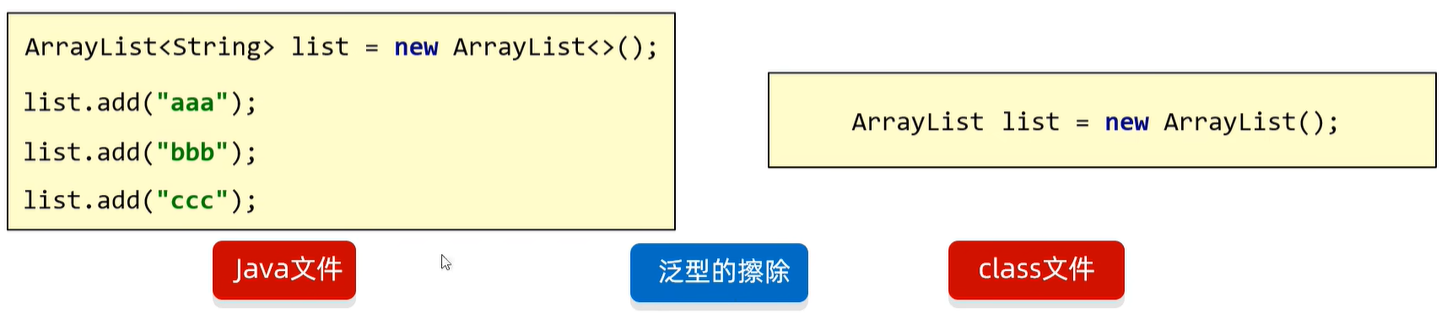 ArrayList<String> list = new ArrayList<>();
list.add("aaa");
list.add("bbb");
list.add("ccc");
ArrayList list = new ArrayList();
Java文件
泛型的擦除
class文件